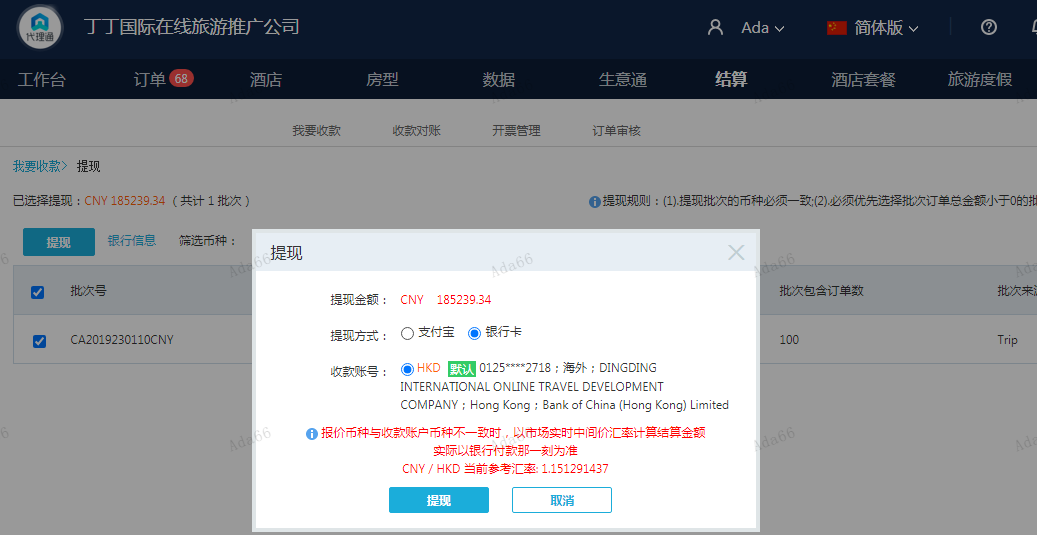 代理通
丁丁国际在线旅游推广公司
Ada
简体版
工作台
订单 68
酒店
房型
数据
生意通
结算
酒店套餐
旅游度假
我要收款
收款对账
开票管理
订单审核
我要收款> 提现
已选择提现：CNY 185239.34 （ 共计 1 批次 ）
提现规则：(1).提现批次的币种必须一致;(2).必须优先选择批次订单总金额小于0的批
提现
银行信息
筛选币种：
批次号
批次包含订单数
批次来源
CA2019230110CNY
100
Trip
提现
提现金额： CNY 185239.34
提现方式： 支付宝 银行卡
收款账号： HKD 默认 0125****2718；海外；DINGDING
INTERNATIONAL ONLINE TRAVEL DEVELOPMENT
COMPANY；Hong Kong；Bank of China (Hong Kong) Limited
报价币种与收款账户币种不一致时，以市场实时中间价汇率计算结算金额
实际以银行付款那一刻为准
CNY / HKD 当前参考汇率: 1.151291437
提现
取消
Ada66
Ada66
Ada66
Ada66
Ada66